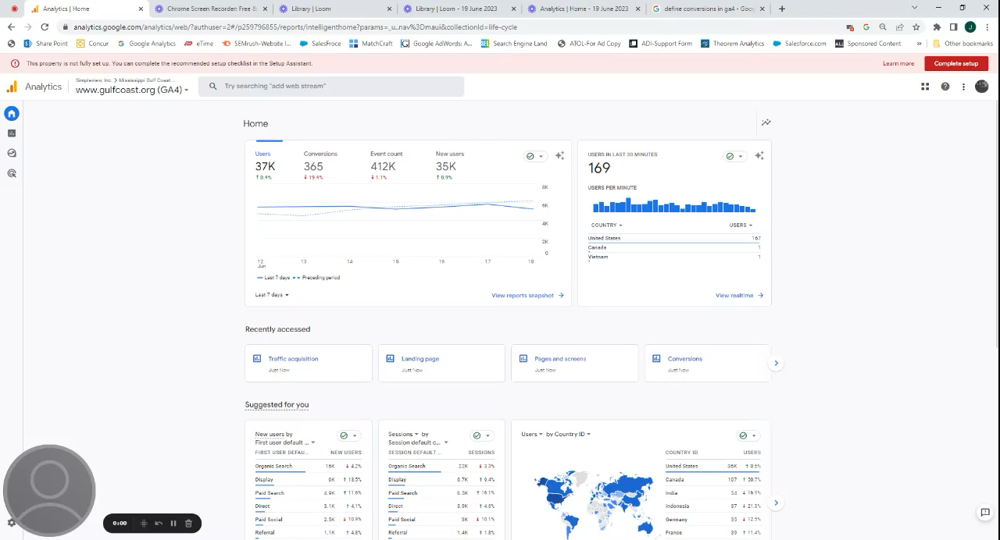 Analytics | Home
Chrome Screen Recorder: Free &
Library | Loom
Library | Loom - 19 June 2023
Analytics | Home - 19 June 2023
define conversions in ga4 - Goog
analytics.google.com/analytics/web/?authuser=2#/p259796855/reports/intelligenthome?params=_u..nav%3Dmaui&collectionId=life-cycle
J
Share Point
Concur
Google Analytics
eTime
SEMrush-Website I...
SalesFroce
MatchCraft
Google AdWords: A...
Search Engine Land
ATOI-For Ad Copy
ADI-Support Form
Theorem Analytics
Salesforce.com
Sponsored Content
»
Other bookmarks
This property is not fully set up. You can complete the recommended setup checklist in the Setup Assistant.
Learn more
Complete setup
Analytics
Simpleview, Inc. > Mississippi Gulf Coast ...
www.gulfcoast.org (GA4)
Try searching "add web stream"
Home
Users
37K
↑ 0.4%
Conversions
365
↓ 19.4%
Event count
412K
↓ 1.1%
New users
35K
↑ 0.9%
8K
6K
4K
2K
0
12
Jun
13
14
15
16
17
18
Last 7 days
Preceding period
Last 7 days
View reports snapshot
USERS IN LAST 30 MINUTES
169
USERS PER MINUTE
COUNTRY
USERS
United States
167
Canada
1
Vietnam
1
View realtime
Recently accessed
Traffic acquisition
Just Now
Landing page
Just Now
Pages and screens
Just Now
Conversions
Just Now
Suggested for you
New users by
First user default ...
FIRST USER DEFAU...
NEW USERS
Organic Search
16K
↓ 4.2%
Display
6K
↑ 13.5%
Paid Search
4.9K
↑ 11.6%
Direct
3.1K
↑ 4.1%
Paid Social
2.5K
↓ 10.9%
Referral
1.1K
↑ 4.8%
Sessions by
Session default c...
SESSION DEFAULT ...
SESSIONS
Organic Search
22K
↓ 3.3%
Display
6.7K
↑ 9.4%
Paid Search
6.5K
↑ 16.1%
Direct
3.9K
↑ 4.6%
Paid Social
3K
↓ 10.1%
Referral
1.4K
↑ 1.8%
Users by Country ID
COUNTRY ID
USERS
United States
36K
↑ 0.6%
Canada
107
↑ 50.7%
India
54
↓ 16.9%
Indonesia
37
↓ 21.3%
Germany
35
↓ 12.5%
France
39
↑ 11.4%
0:00